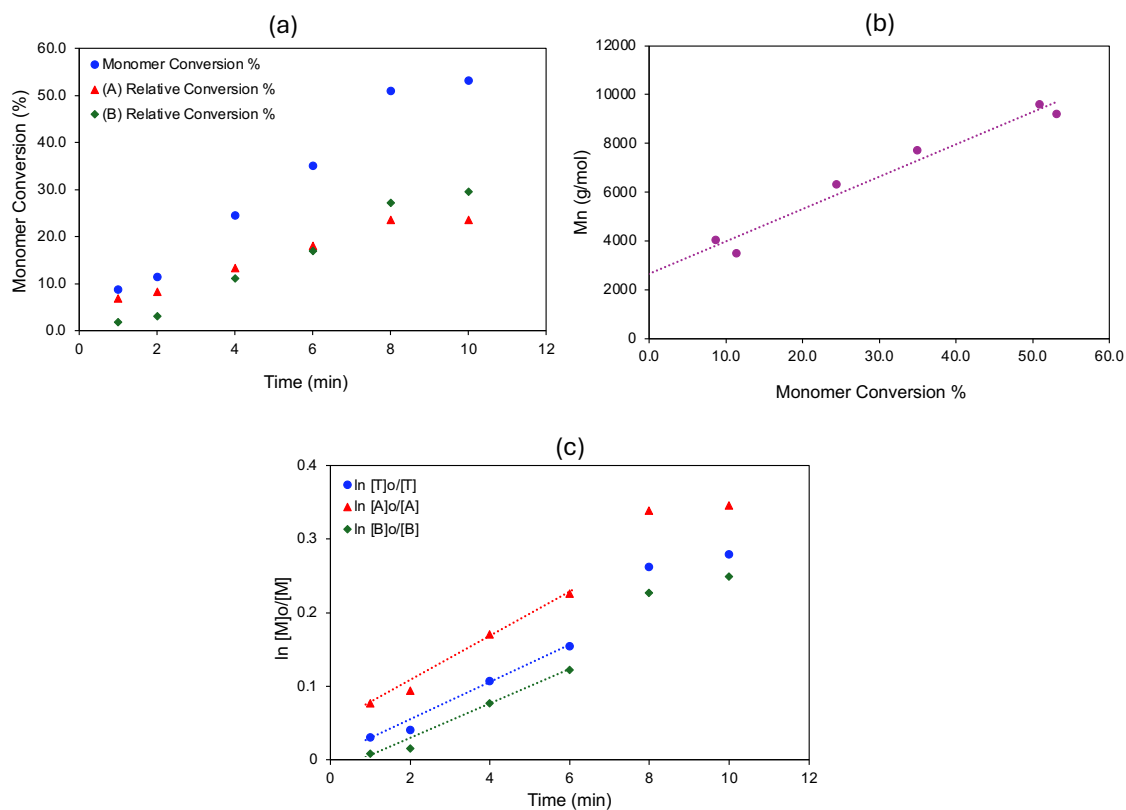 (a)
Monomer Conversion %
(A) Relative Conversion %
(B) Relative Conversion %
Monomer Conversion (%)
60.0
50.0
40.0
30.0
20.0
10.0
0.0
0 2 4 6 8 10 12
Time (min)
(b)
Mn (g/mol)
12000
10000
8000
6000
4000
2000
0
0.0 10.0 20.0 30.0 40.0 50.0 60.0
Monomer Conversion %
(c)
ln [T]o/[T]
ln [A]o/[A]
ln [B]o/[B]
ln [M]o/[M]
0.4
0.3
0.2
0.1
0
0 2 4 6 8 10 12
Time (min)